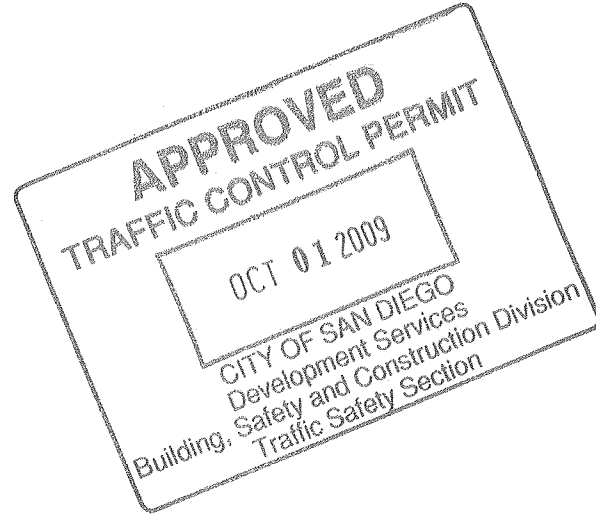 APPROVED
TRAFFIC CONTROL PERMIT
OCT 01 2009
CITY OF SAN DIEGO
Development Services
Building, Safety and Construction Division
Traffic Safety Section